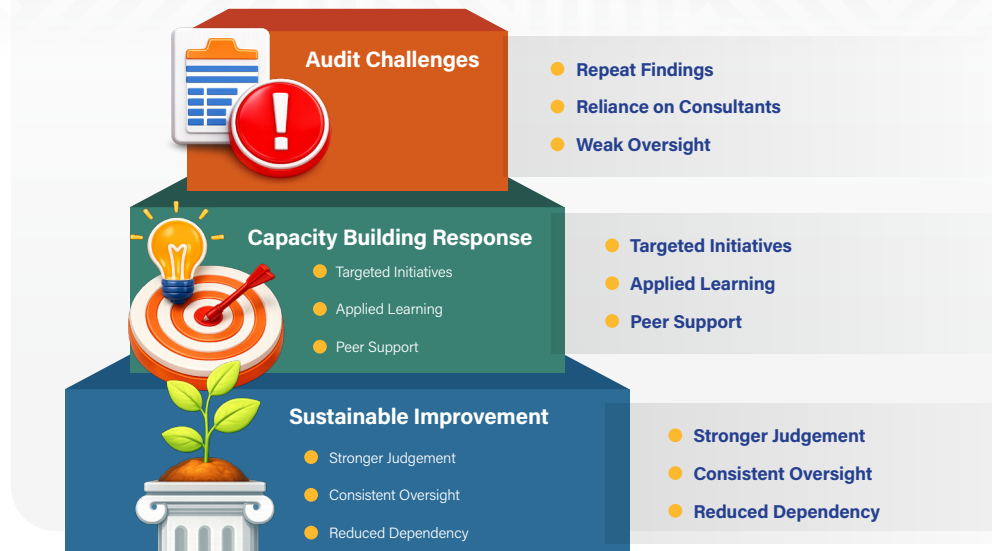 Audit Challenges
Repeat Findings
Reliance on Consultants
Weak Oversight
Capacity Building Response
Targeted Initiatives
Applied Learning
Peer Support
Targeted Initiatives
Applied Learning
Peer Support
Sustainable Improvement
Stronger Judgement
Consistent Oversight
Reduced Dependency
Stronger Judgement
Consistent Oversight
Reduced Dependency